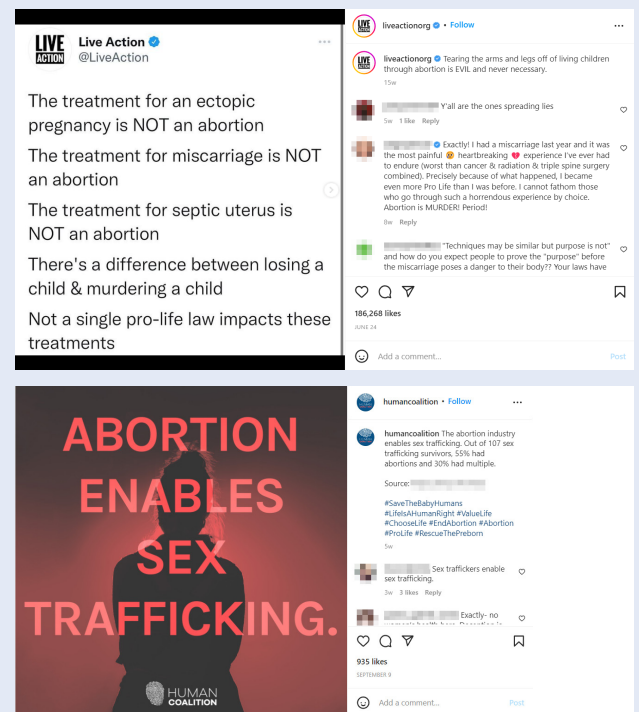 LIVE
ACTION
Live Action
@LiveAction
The treatment for an ectopic
pregnancy is NOT an abortion
The treatment for miscarriage is NOT
an abortion
The treatment for septic uterus is
NOT an abortion
There's a difference between losing a
child & murdering a child
Not a single pro-life law impacts these
treatments
liveactionorg • Follow
liveactionorg Tearing the arms and legs off of living children
through abortion is EVIL and never necessary.
15w
Y'all are the ones spreading lies
5w 1 like Reply
Exactly! I had a miscarriage last year and it was
the most painful 😢 heartbreaking 💔 experience I've ever had
to endure (worst than cancer & radiation & triple spine surgery
combined). Precisely because of what happened, I became
even more Pro Life than I was before. I cannot fathom those
who go through such a horrendous experience by choice.
Abortion is MURDER! Period!
8w Reply
"Techniques may be similar but purpose is not"
and how do you expect people to prove the "purpose" before
the miscarriage poses a danger to their body?? Your laws have
186,268 likes
JUNE 24
Add a comment... Post
ABORTION
ENABLES
SEX
TRAFFICKING.
HUMAN
COALITION
humancoalition • Follow
humancoalition The abortion industry
enables sex trafficking. Out of 107 sex
trafficking survivors, 55% had
abortions and 30% had multiple.
Source:
#SaveTheBabyHumans
#LifeIsAHumanRight #ValueLife
#ChooseLife #EndAbortion #Abortion
#ProLife #RescueThePreborn
5w
Sex traffickers enable
sex trafficking.
3w 3 likes Reply
Exactly- no
935 likes
SEPTEMBER 9
Add a comment... Post